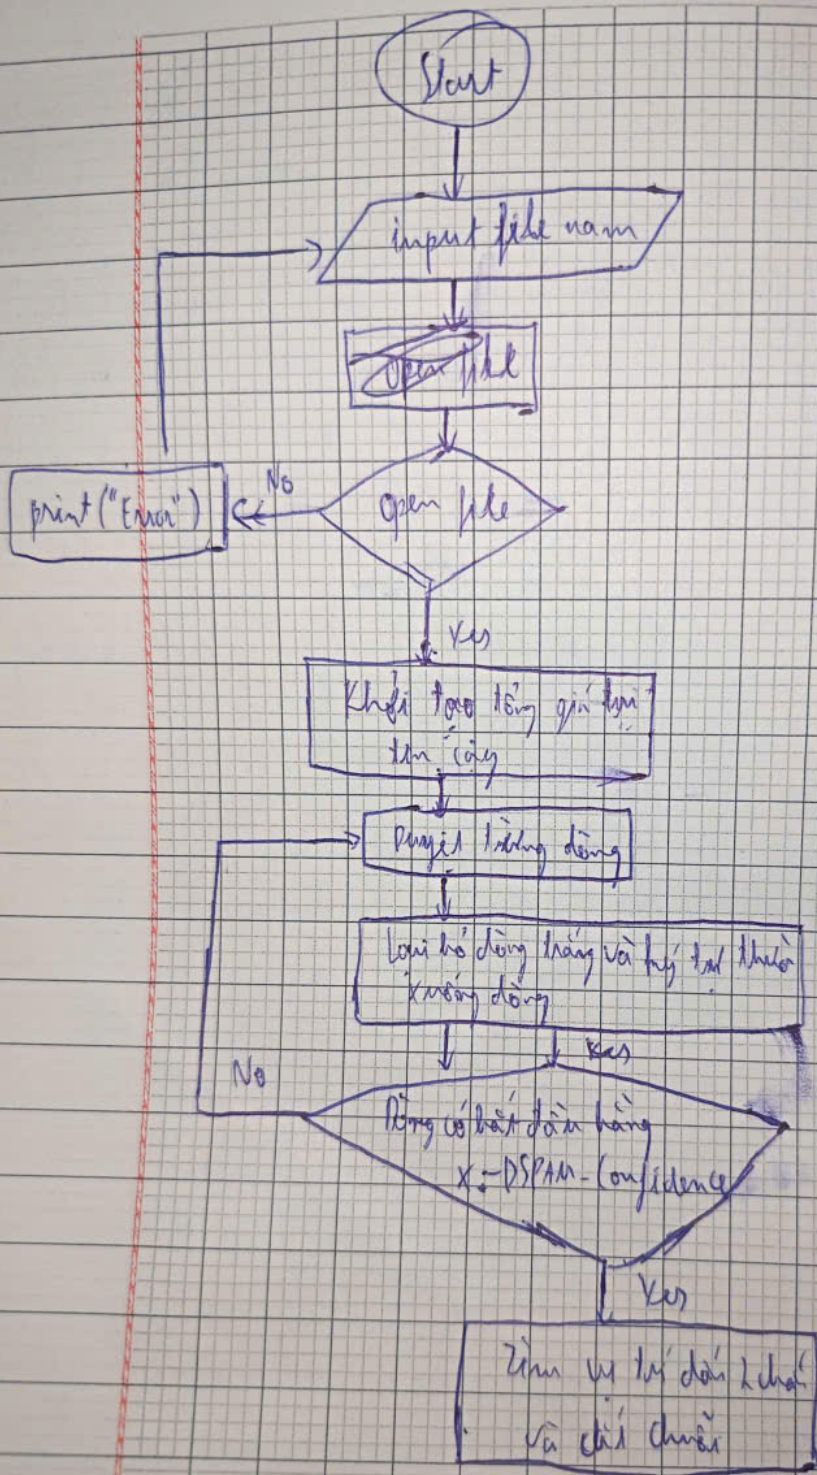 Start
input file nam
open file
open file
No
print("Error")
Yes
Khởi tạo tổng giá trị
tin cậy
Duyệt từng dòng
Loại bỏ dòng trắng và ký tự thừa
xuống dòng
Yes
No
Dòng có bắt đầu bằng
X:-DSPAM-Confidence
Yes
Tìm vị trí dấu 2 chấ
và cắt chuỗi